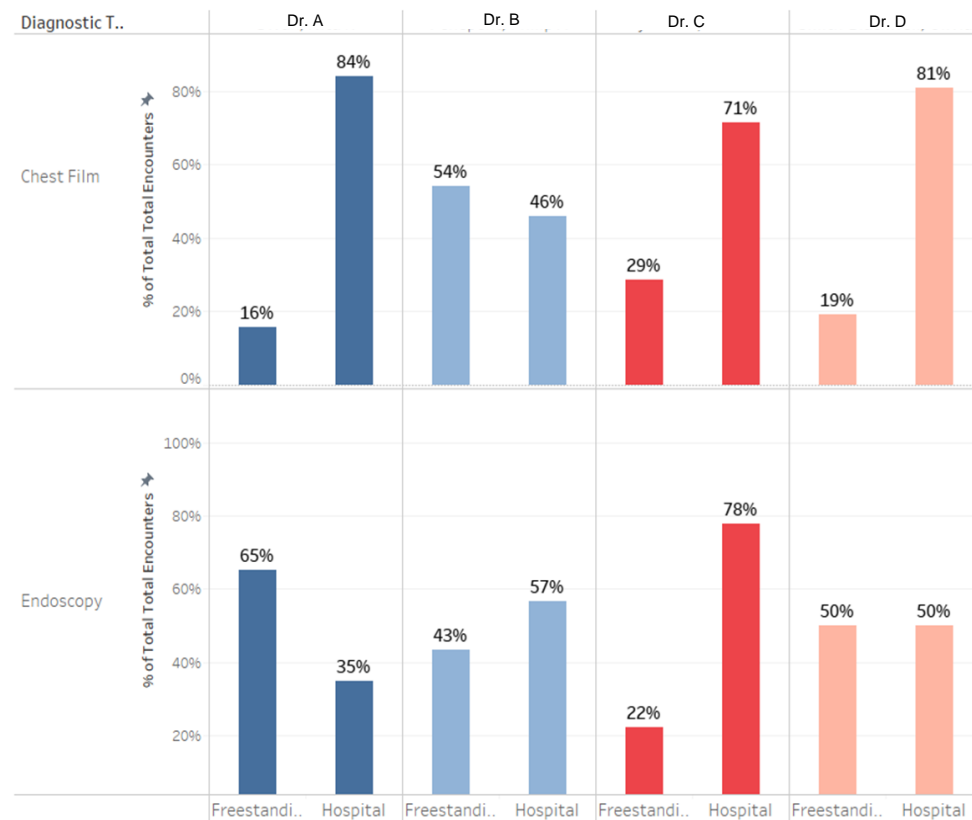 Diagnostic T..
Dr. A
Dr. B
Dr. C
Dr. D
Chest Film
% of Total Total Encounters
80%
60%
40%
20%
0%
16%
84%
54%
46%
29%
71%
19%
81%
Endoscopy
% of Total Total Encounters
100%
80%
60%
40%
20%
65%
35%
43%
57%
22%
78%
50%
50%
Freestandi.. Hospital Freestandi.. Hospital Freestandi.. Hospital Freestandi.. Hospital